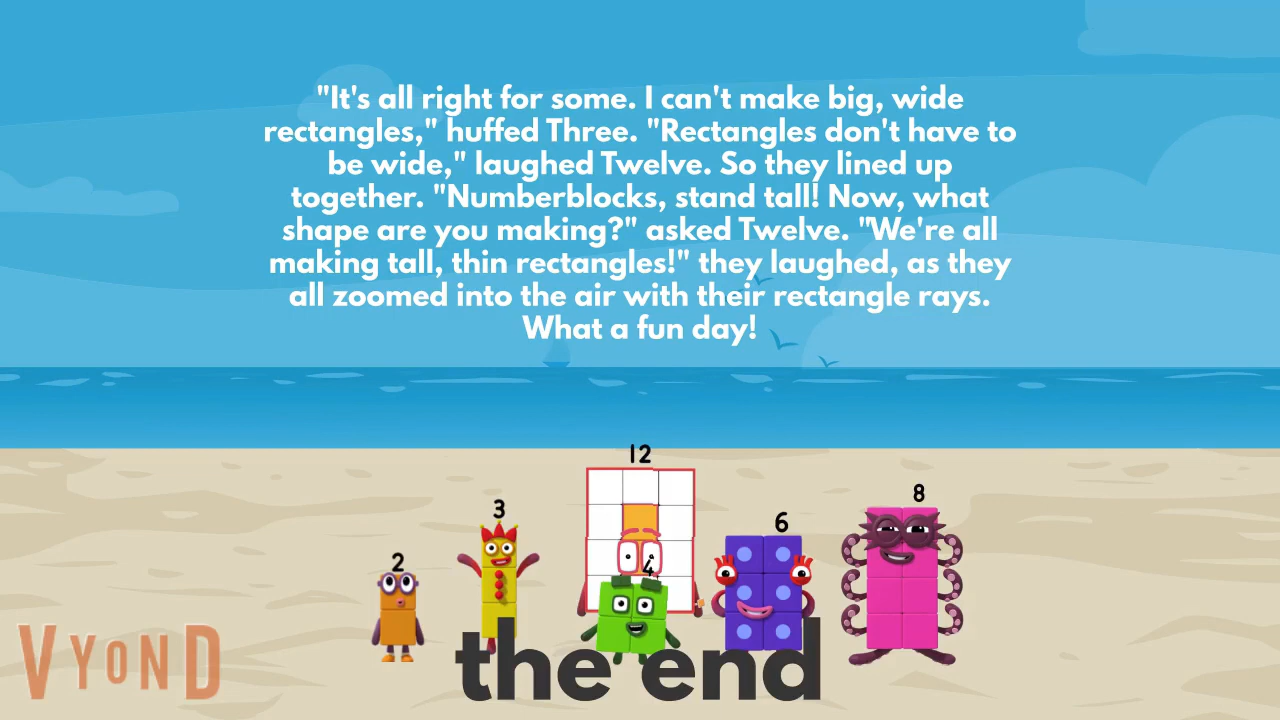 "It's all right for some. I can't make big, wide
rectangles," huffed Three. "Rectangles don't have to
be wide," laughed Twelve. So they lined up
together. "Numberblocks, stand tall! Now, what
shape are you making?" asked Twelve. "We're all
making tall, thin rectangles!" they laughed, as they
all zoomed into the air with their rectangle rays.
What a fun day!
12
8
3
6
2
4
the end
VYOND